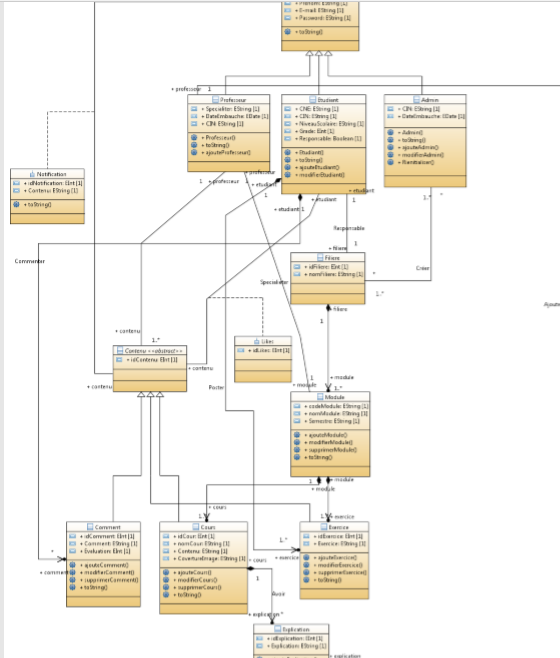 + Prenom: EString [1]
+ E-mail: EString [1]
+ Password: EString [1]
+ toString()
+ professeur 1
Professeur
+ Specialiter: EString [1]
+ DateEmbauche: EDate [1]
+ CIN: EString [1]
+ Professeur()
+ toString()
+ ajouteProfesseur()
Etudiant
+ CNE: EString [1]
+ CIN: EString [1]
+ NiveauScolaire: EString [1]
+ Grade: EInt [1]
+ Responsable: Boolean [1]
+ Etudiant()
+ toString()
+ ajouteEtudiant()
+ modifierEtudiant()
Admin
+ CIN: EString [1]
+ DateEmbauche: EDate [1]
+ Admin()
+ toString()
+ ajouteAdmin()
+ modifierAdmin()
Notification
+ idNotification: EInt [1]
+ Contenu: EString [1]
+ toString()
1 + professeur
+ professeur
1
+ etudiant
1
+ etudiant 1
+ etudiant
+ etudiant
1
1..*
*
Responsable
+ filiere
1
Commenter
Filiere
+ idFiliere: EInt [1]
+ nomFiliere: EString [1]
Specialiter
Créer
*
1..*
Ajoute
+ filiere
1
+ contenu
1..*
Likes
+ idLikes: EInt [1]
Contenu <<abstract>>
+ idContenu: EInt [1]
+ contenu
+ contenu
Poster
1
+ module
+ module
1..*
Module
+ codeModule: EString [1]
+ nomModule: EString [1]
+ Semestre: EString [1]
+ ajouteModule()
+ modifierModule()
+ supprimerModule()
+ toString()
1
+ module
+ module
+ cours
+ exercice
Comment
+ idComment: EInt [1]
+ Comment: EString [1]
+ Evaluation: EInt [1]
+ ajouteComment()
+ modifierComment()
+ supprimerComment()
+ toString()
*
+ comment
Cours
+ idCour: EInt [1]
+ nomCour: EString [1]
+ Contenu: EString [1]
+ CovertureImage: EString [1]
+ ajouteCours()
+ modifierCours()
+ supprimerCours()
+ toString()
1..*
+ exercice
Exercice
+ idExercice: EInt [1]
+ Exercice: EString [1]
+ ajouteExercice()
+ modifierExercice()
+ supprimerExercice()
+ toString()
+ cours
1
Avoir
+ explication *
Explication
+ idExplication: EInt [1]
+ Explication: EString [1]
+ explication